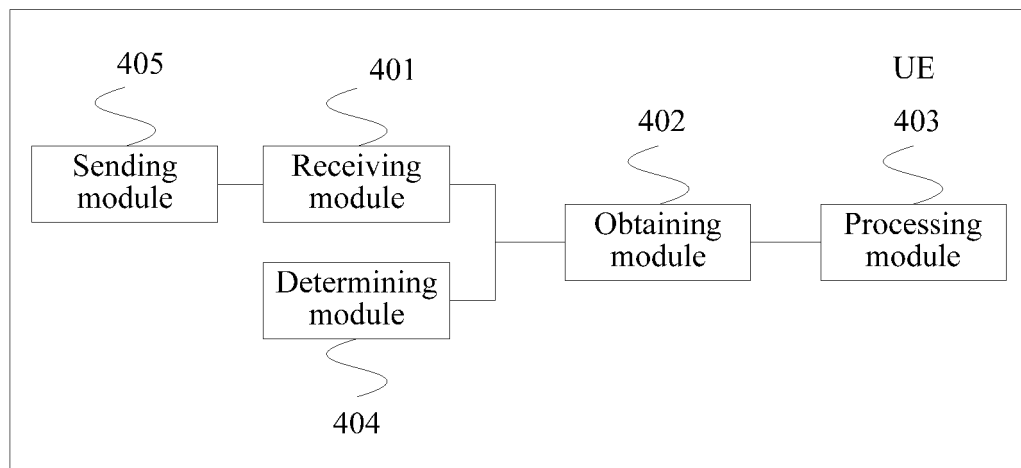 405
401
UE
402
403
Sending
module
Receiving
module
Obtaining
module
Processing
module
Determining
module
404